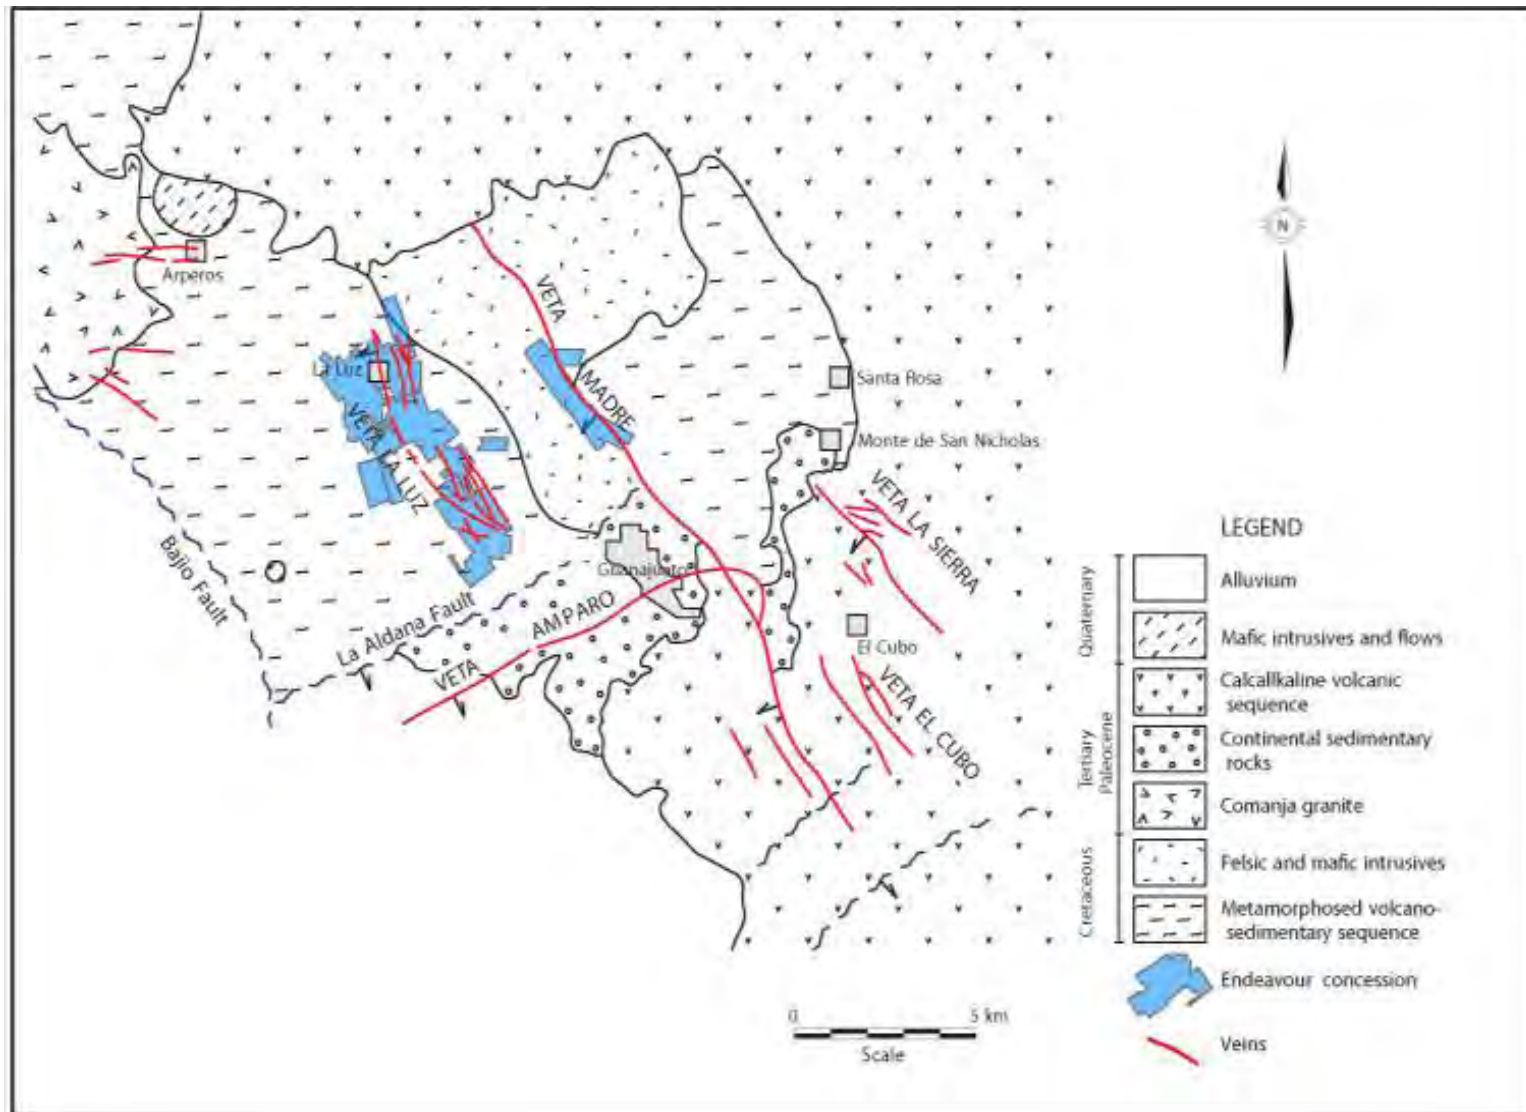 N
Arperos
VETA
La Luz
MADRE
Santa Rosa
VETA LA LUZ
Monte de San Nicholas
VETA LA SIERRA
Bajio Fault
Guanajuato
La Aldana Fault
AMPARO
VETA
El Cubo
VETA EL CUBO
LEGEND
Quaternary
Alluvium
Mafic intrusives and flows
Tertiary
Paleocene
Calcallkaline volcanic
sequence
Continental sedimentary
rocks
Comanja granite
Cretaceous
Felsic and mafic intrusives
Metamorphosed volcano-
sedimentary sequence
Endeavour concession
Veins
0 5 km
Scale